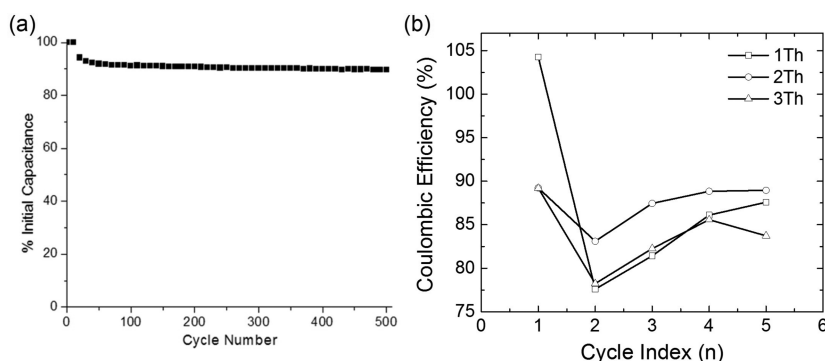 (a)
% Initial Capacitance
100
80
60
40
20
0
0 100 200 300 400 500
Cycle Number
(b)
Coulombic Efficiency (%)
105
100
95
90
85
80
75
1Th
2Th
3Th
0 1 2 3 4 5 6
Cycle Index (n)